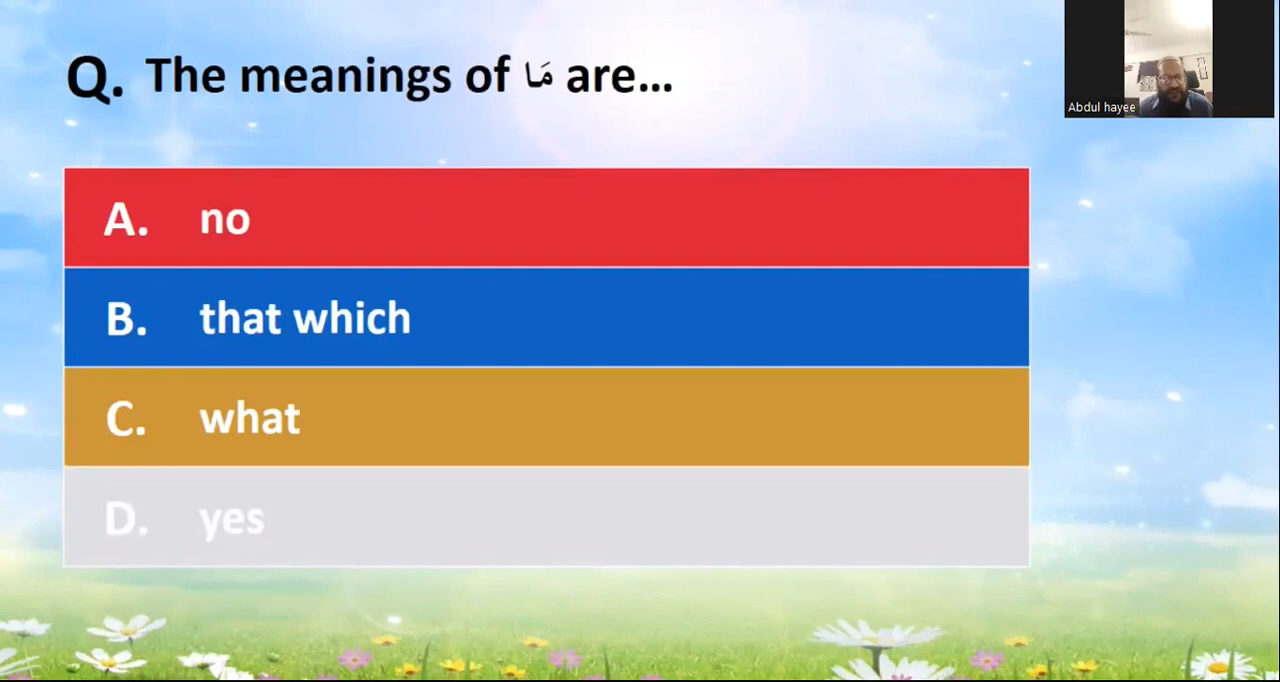 Q. The meanings of مَا are...
Abdul hayee
A. no
B. that which
C. what
D. yes